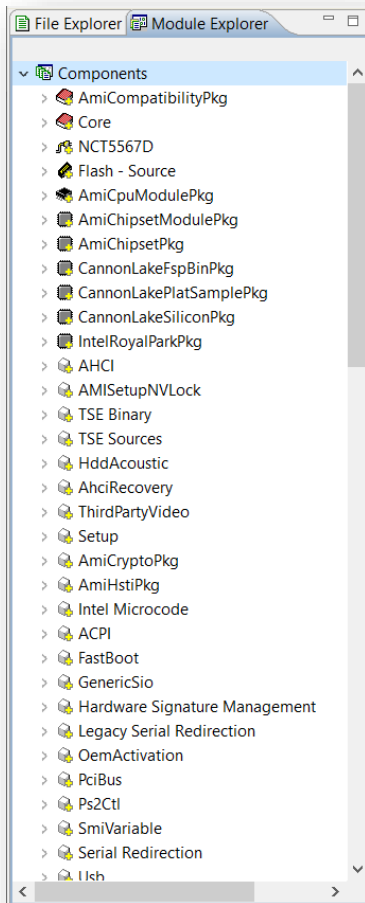 File Explorer Module Explorer
Components
AmiCompatibilityPkg
Core
NCT5567D
Flash - Source
AmiCpuModulePkg
AmiChipsetModulePkg
AmiChipsetPkg
CannonLakeFspBinPkg
CannonLakePlatSamplePkg
CannonLakeSiliconPkg
IntelRoyalParkPkg
AHCI
AMISetupNVLock
TSE Binary
TSE Sources
HddAcoustic
AhciRecovery
ThirdPartyVideo
Setup
AmiCryptoPkg
AmiHstiPkg
Intel Microcode
ACPI
FastBoot
GenericSio
Hardware Signature Management
Legacy Serial Redirection
OemActivation
PciBus
Ps2Ctl
SmiVariable
Serial Redirection
Usb